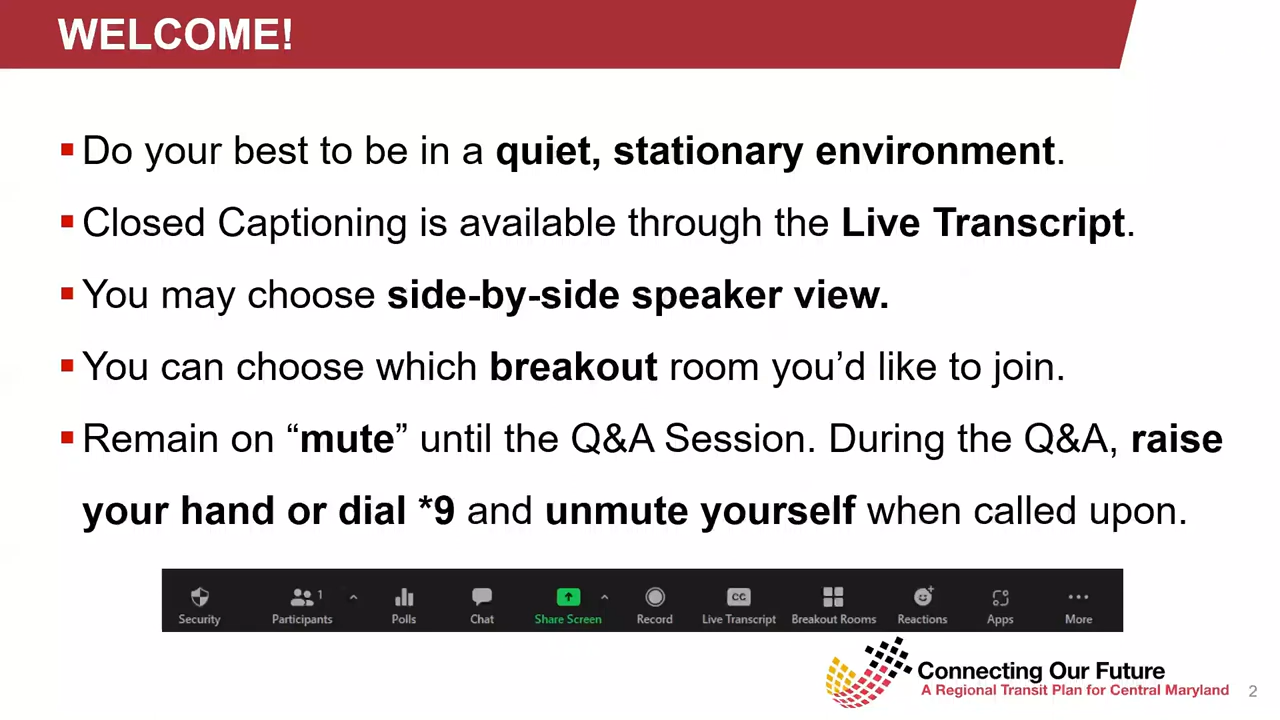 WELCOME!
Do your best to be in a quiet, stationary environment.
Closed Captioning is available through the Live Transcript.
You may choose side-by-side speaker view.
You can choose which breakout room you’d like to join.
Remain on “mute” until the Q&A Session. During the Q&A, raise
your hand or dial *9 and unmute yourself when called upon.
1
CC
Security Participants Polls Chat Share Screen Record Live Transcript Breakout Rooms Reactions Apps More
Connecting Our Future
A Regional Transit Plan for Central Maryland
2